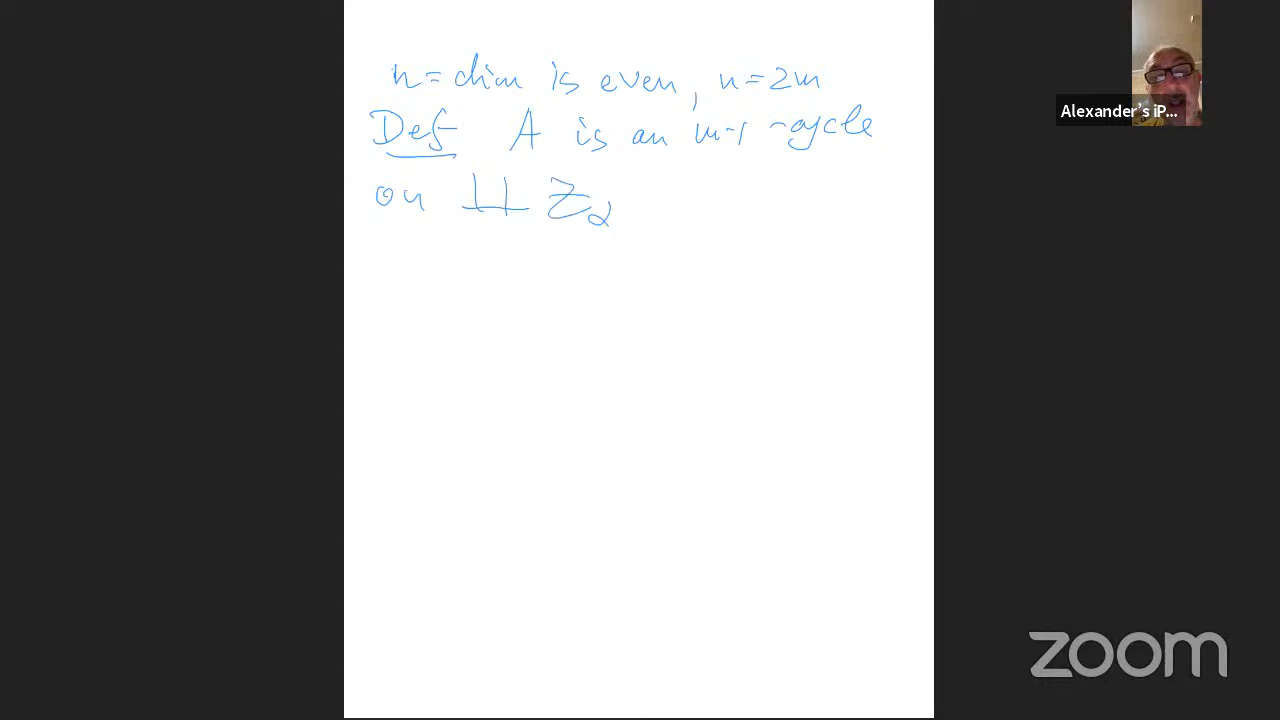 n = dim is even, n = 2m
Def A is an m-1 -cycle
on ∐ Z₂
Alexander's iP...
zoom